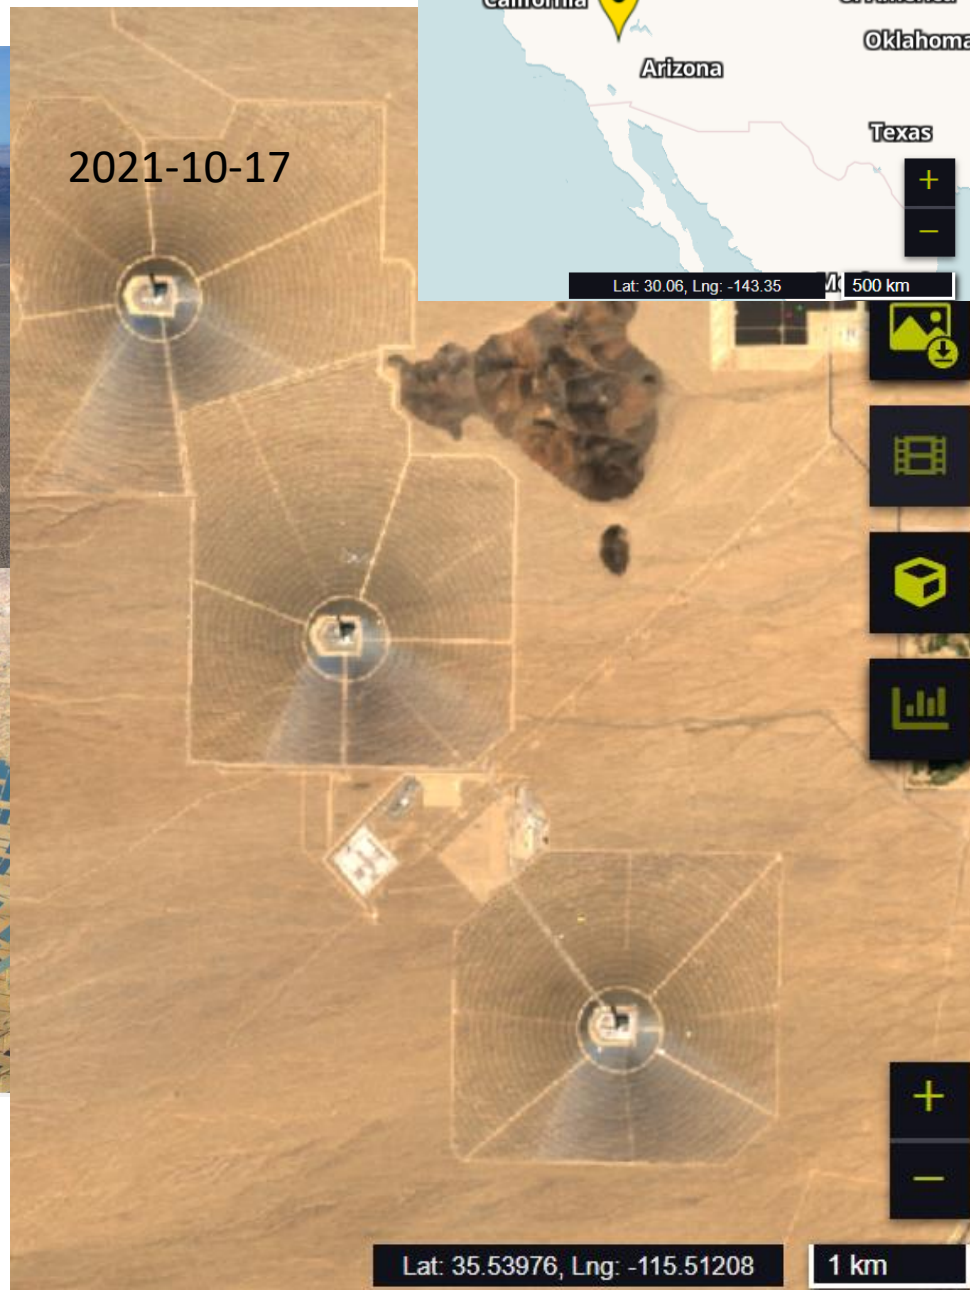 California
Oklahoma
Arizona
Texas
2021-10-17
+
−
Lat: 30.06, Lng: -143.35
500 km
+
−
Lat: 35.53976, Lng: -115.51208
1 km